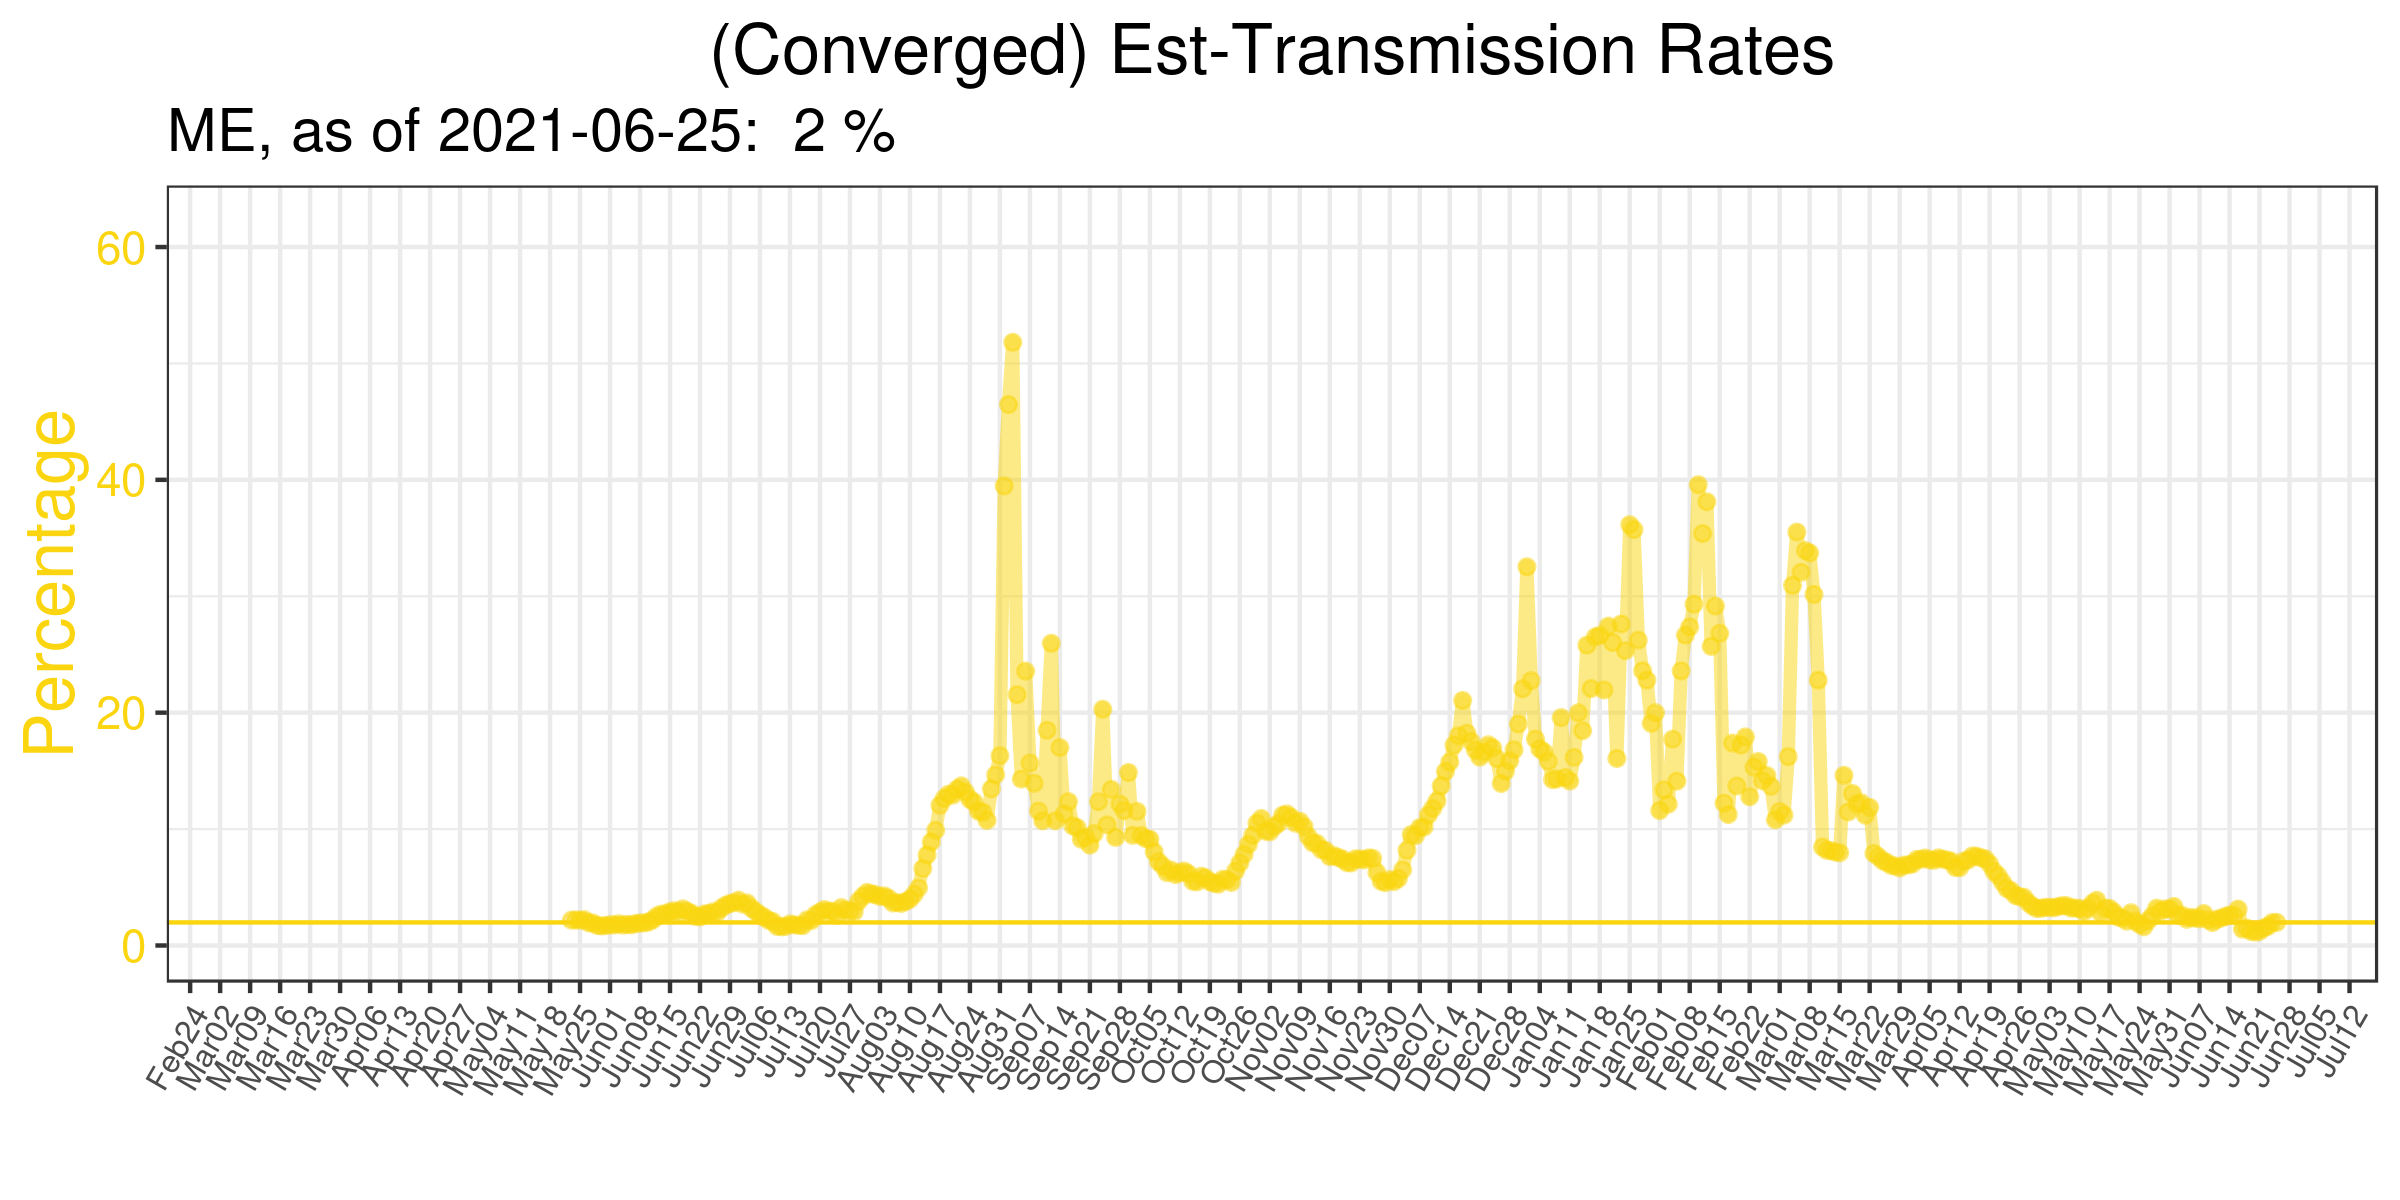 (Converged) Est-Transmission Rates
ME, as of 2021-06-25:  2 %
Percentage
60
40
20
0
Feb24
Mar02
Mar09
Mar16
Mar23
Mar30
Apr06
Apr13
Apr20
Apr27
May04
May11
May18
May25
Jun01
Jun08
Jun15
Jun22
Jun29
Jul06
Jul13
Jul20
Jul27
Aug03
Aug10
Aug17
Aug24
Aug31
Sep07
Sep14
Sep21
Sep28
Oct05
Oct12
Oct19
Oct26
Nov02
Nov09
Nov16
Nov23
Nov30
Dec07
Dec14
Dec21
Dec28
Jan04
Jan11
Jan18
Jan25
Feb01
Feb08
Feb15
Feb22
Mar01
Mar08
Mar15
Mar22
Mar29
Apr05
Apr12
Apr19
Apr26
May03
May10
May17
May24
May31
Jun07
Jun14
Jun21
Jun28
Jul05
Jul12